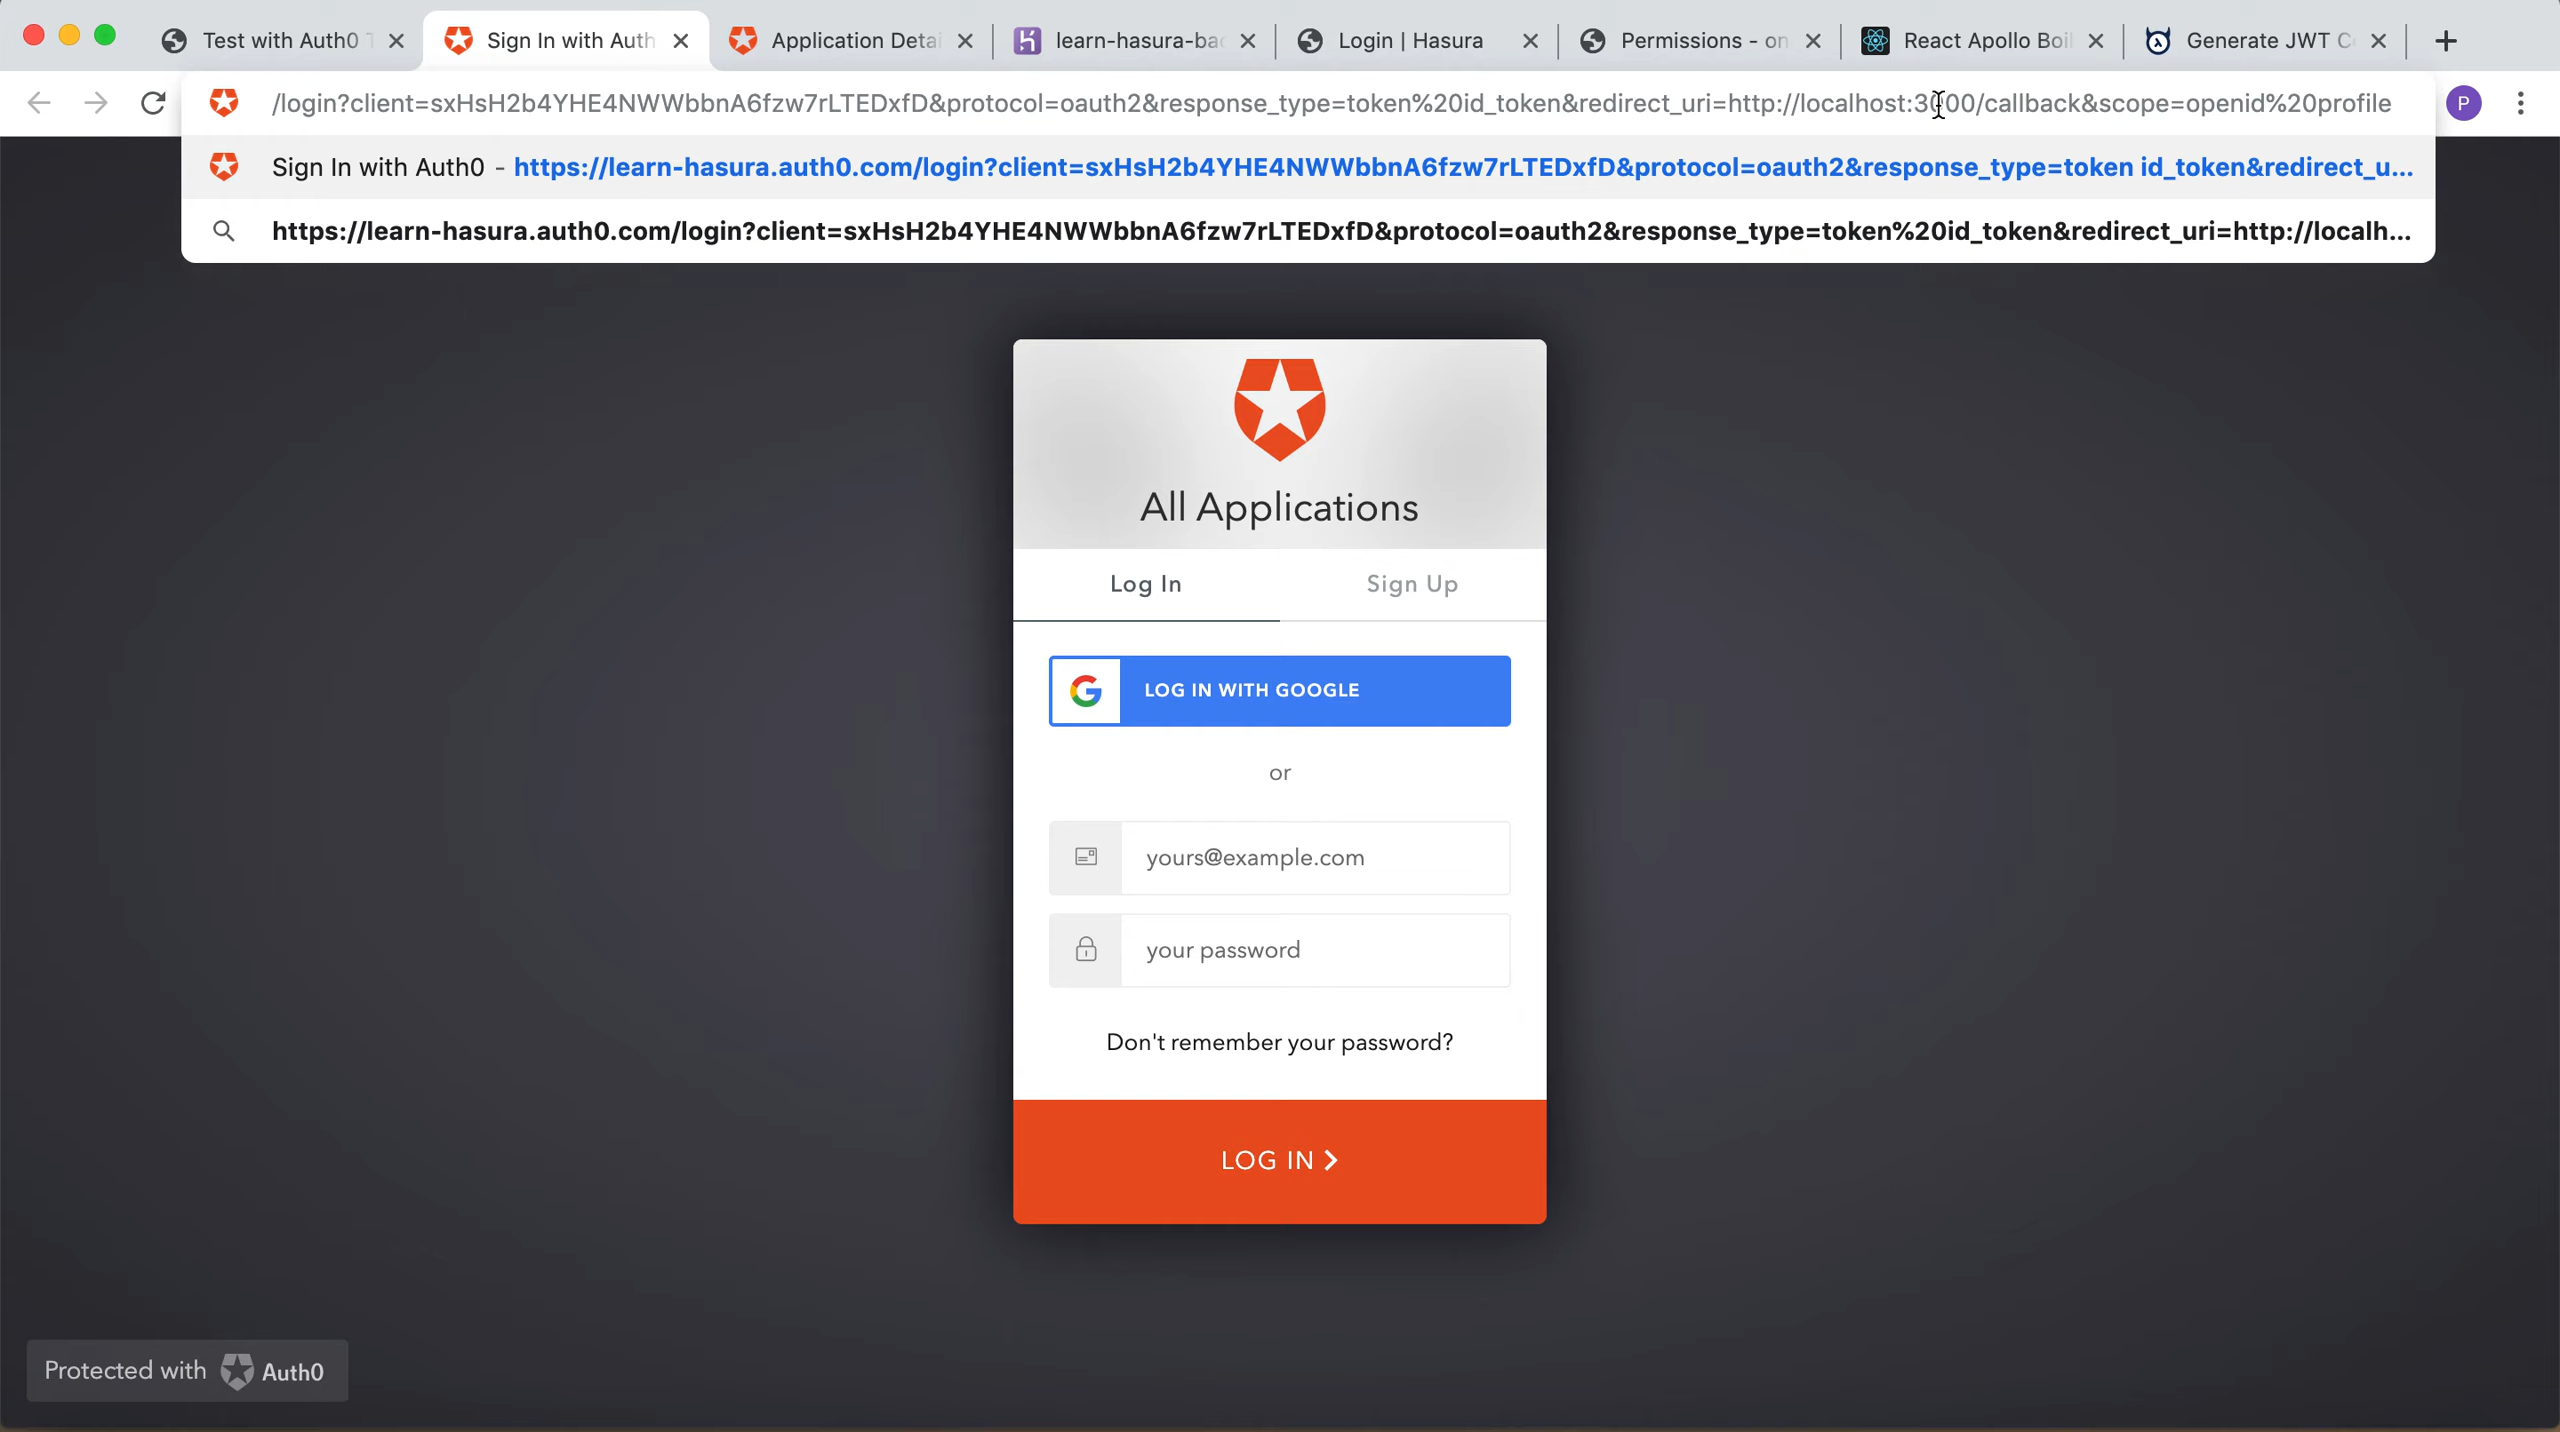 Test with Auth0 T
Sign In with Auth
Application Detai
learn-hasura-bac
Login | Hasura
Permissions - on
React Apollo Boil
Generate JWT C
/login?client=sxHsH2b4YHE4NWWbbnA6fzw7rLTEDxfD&protocol=oauth2&response_type=token%20id_token&redirect_uri=http://localhost:3000/callback&scope=openid%20profile
P
Sign In with Auth0 - https://learn-hasura.auth0.com/login?client=sxHsH2b4YHE4NWWbbnA6fzw7rLTEDxfD&protocol=oauth2&response_type=token id_token&redirect_u...
https://learn-hasura.auth0.com/login?client=sxHsH2b4YHE4NWWbbnA6fzw7rLTEDxfD&protocol=oauth2&response_type=token%20id_token&redirect_uri=http://localh...
All Applications
Log In
Sign Up
LOG IN WITH GOOGLE
or
yours@example.com
your password
Don't remember your password?
LOG IN
Protected with Auth0